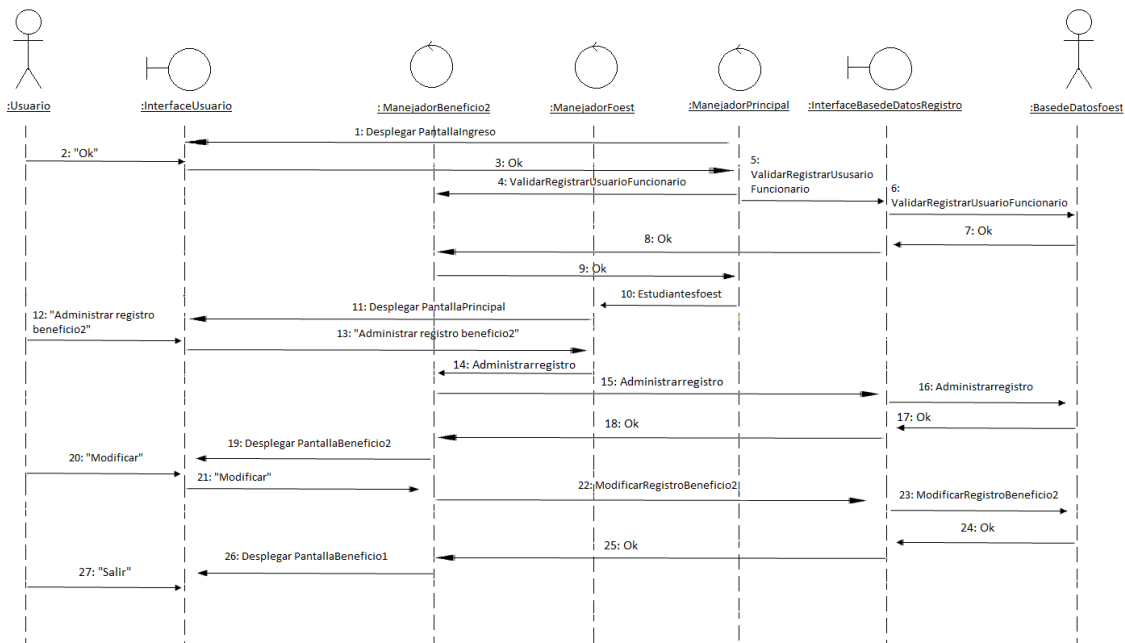 :Usuario
:InterfaceUsuario
: ManejadorBeneficio2
:ManejadorFoest
:ManejadorPrincipal
:InterfaceBasedeDatosRegistro
:BasedeDatosfoest
1: Desplegar PantallaIngreso
2: "Ok"
3: Ok
4: ValidarRegistrarUsuarioFuncionario
5:
ValidarRegistrarUsusario
Funcionario
6:
ValidarRegistrarUsuarioFuncionario
7: Ok
8: Ok
9: Ok
10: Estudiantesfoest
11: Desplegar PantallaPrincipal
12: "Administrar registro
beneficio2"
13: "Administrar registro beneficio2"
14: Administrarregistro
15: Administrarregistro
16: Administrarregistro
17: Ok
18: Ok
19: Desplegar PantallaBeneficio2
20: "Modificar"
21: "Modificar"
22: ModificarRegistroBeneficio2
23: ModificarRegistroBeneficio2
24: Ok
25: Ok
26: Desplegar PantallaBeneficio1
27: "Salir"